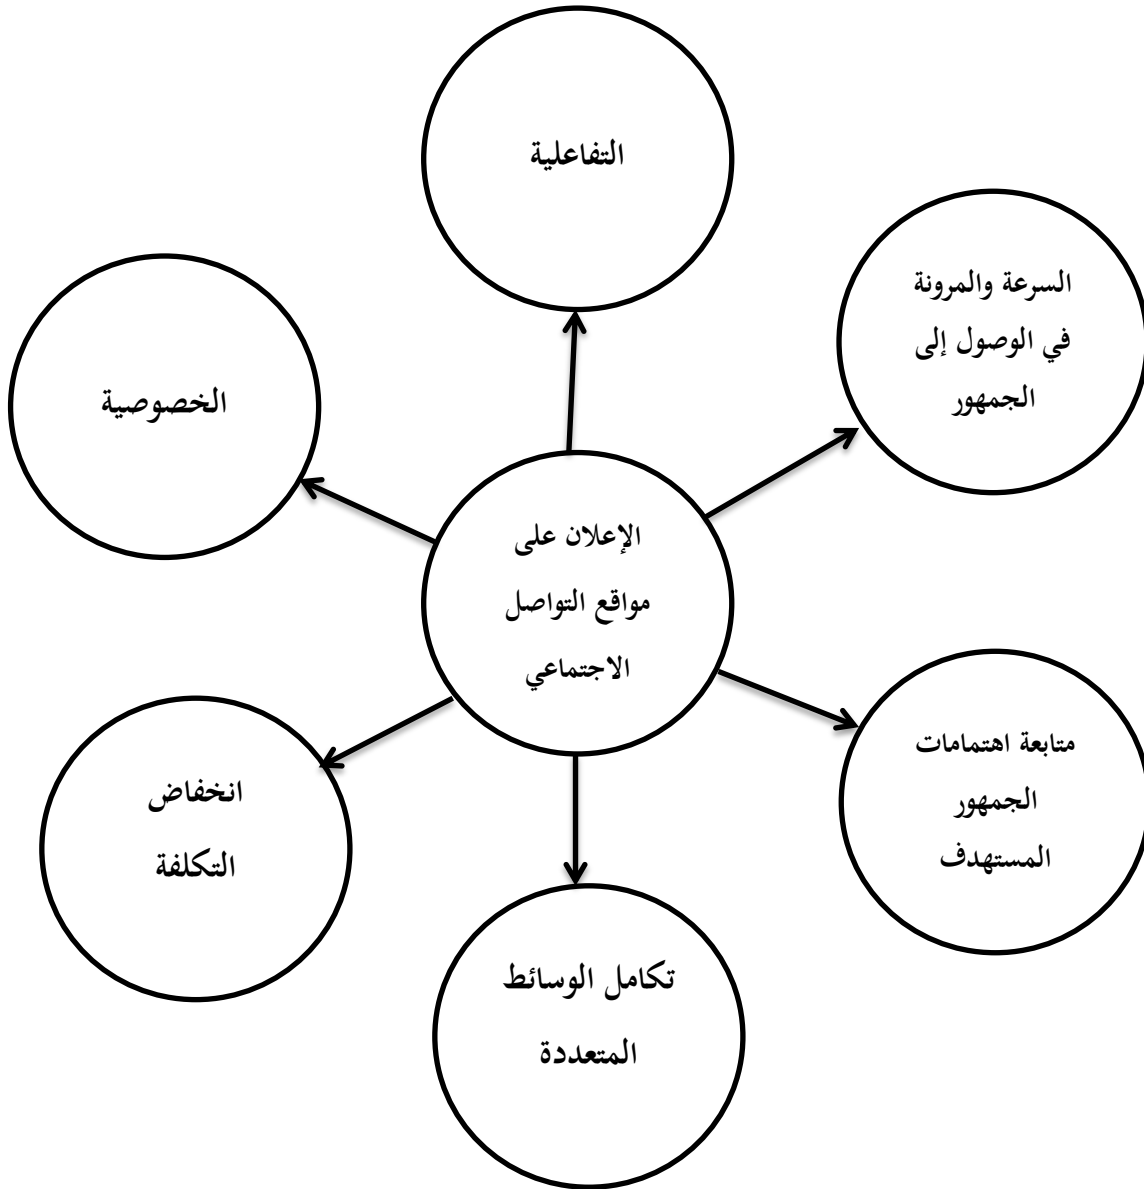 التفاعلية
السرعة والمرونة
في الوصول إلى
الجمهور
الخصوصية
الإعلان على
مواقع التواصل
الاجتماعي
متابعة اهتمامات
الجمهور
المستهدف
انخفاض
التكلفة
تكامل الوسائط
المتعددة